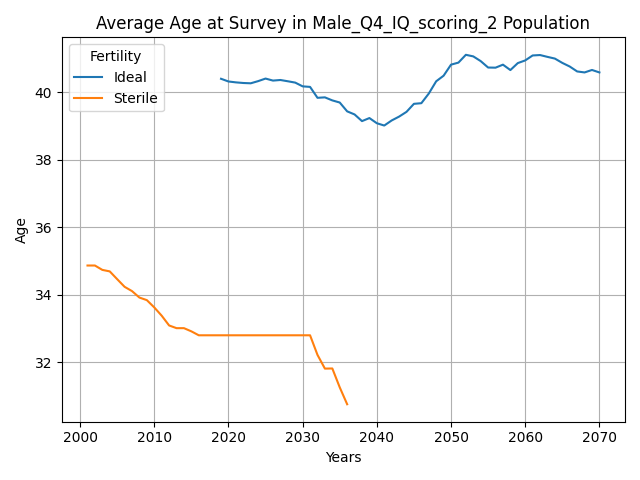 Average Age at Survey in Male_Q4_IQ_scoring_2 Population
Fertility
Ideal
Sterile
Age
40
38
36
34
32
2000 2010 2020 2030 2040 2050 2060 2070
Years